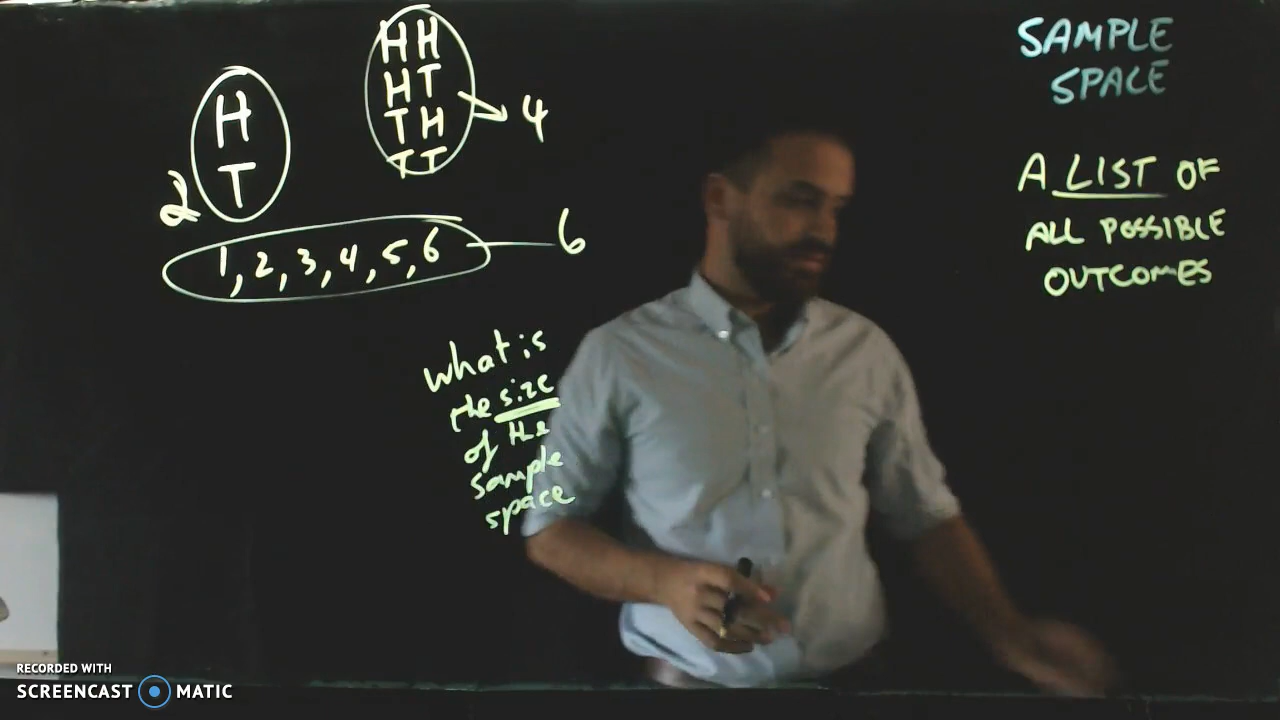 HH
HT
TH
TT
4
H
T
2
1, 2, 3, 4, 5, 6
6
what is
the size
of the
sample
space
SAMPLE
SPACE
A LIST OF
ALL POSSIBLE
OUTCOMES
RECORDED WITH
SCREENCAST MATIC